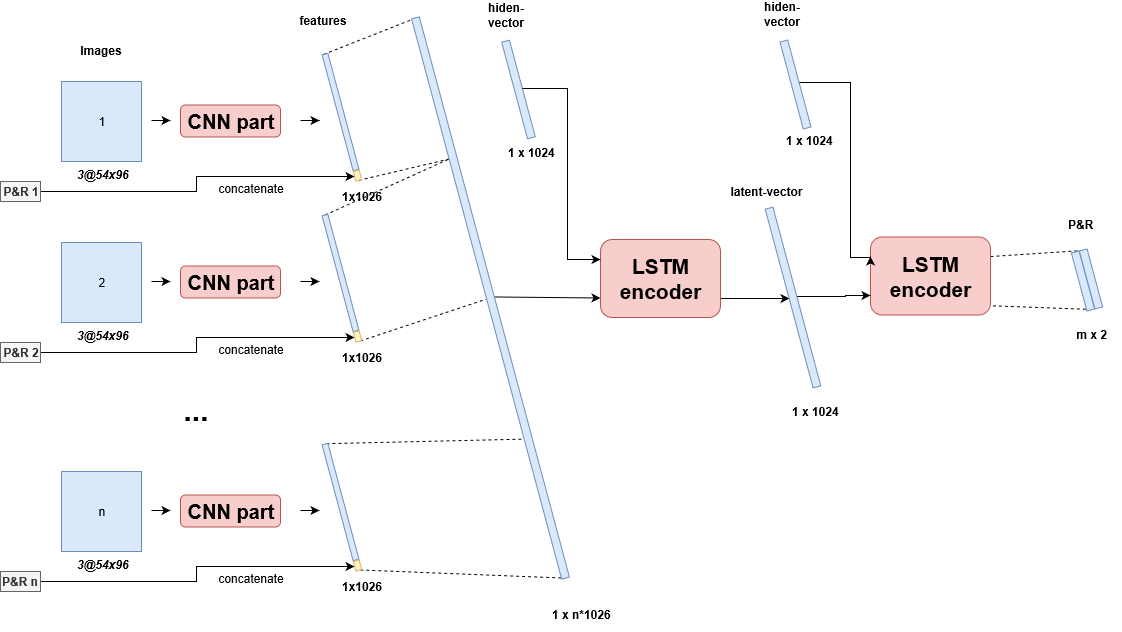 Images
features
hiden-
vector
hiden-
vector
1
CNN part
3@54x96
P&R 1
concatenate
1x1026
1 x 1024
1 x 1024
latent-vector
2
CNN part
3@54x96
P&R 2
concatenate
1x1026
LSTM
encoder
LSTM
encoder
P&R
m x 2
1 x 1024
...
n
CNN part
3@54x96
P&R n
concatenate
1x1026
1 x n*1026